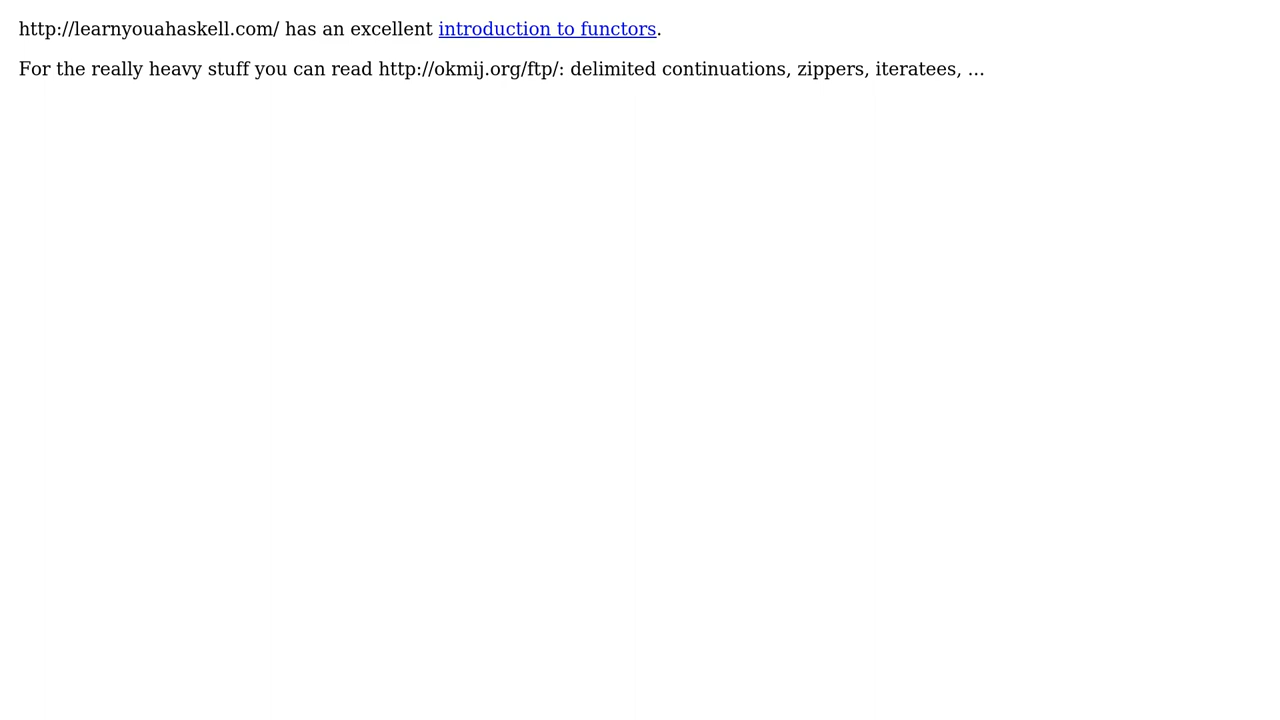 http://learnyouahaskell.com/ has an excellent introduction to functors.
For the really heavy stuff you can read http://okmij.org/ftp/: delimited continuations, zippers, iteratees, ...